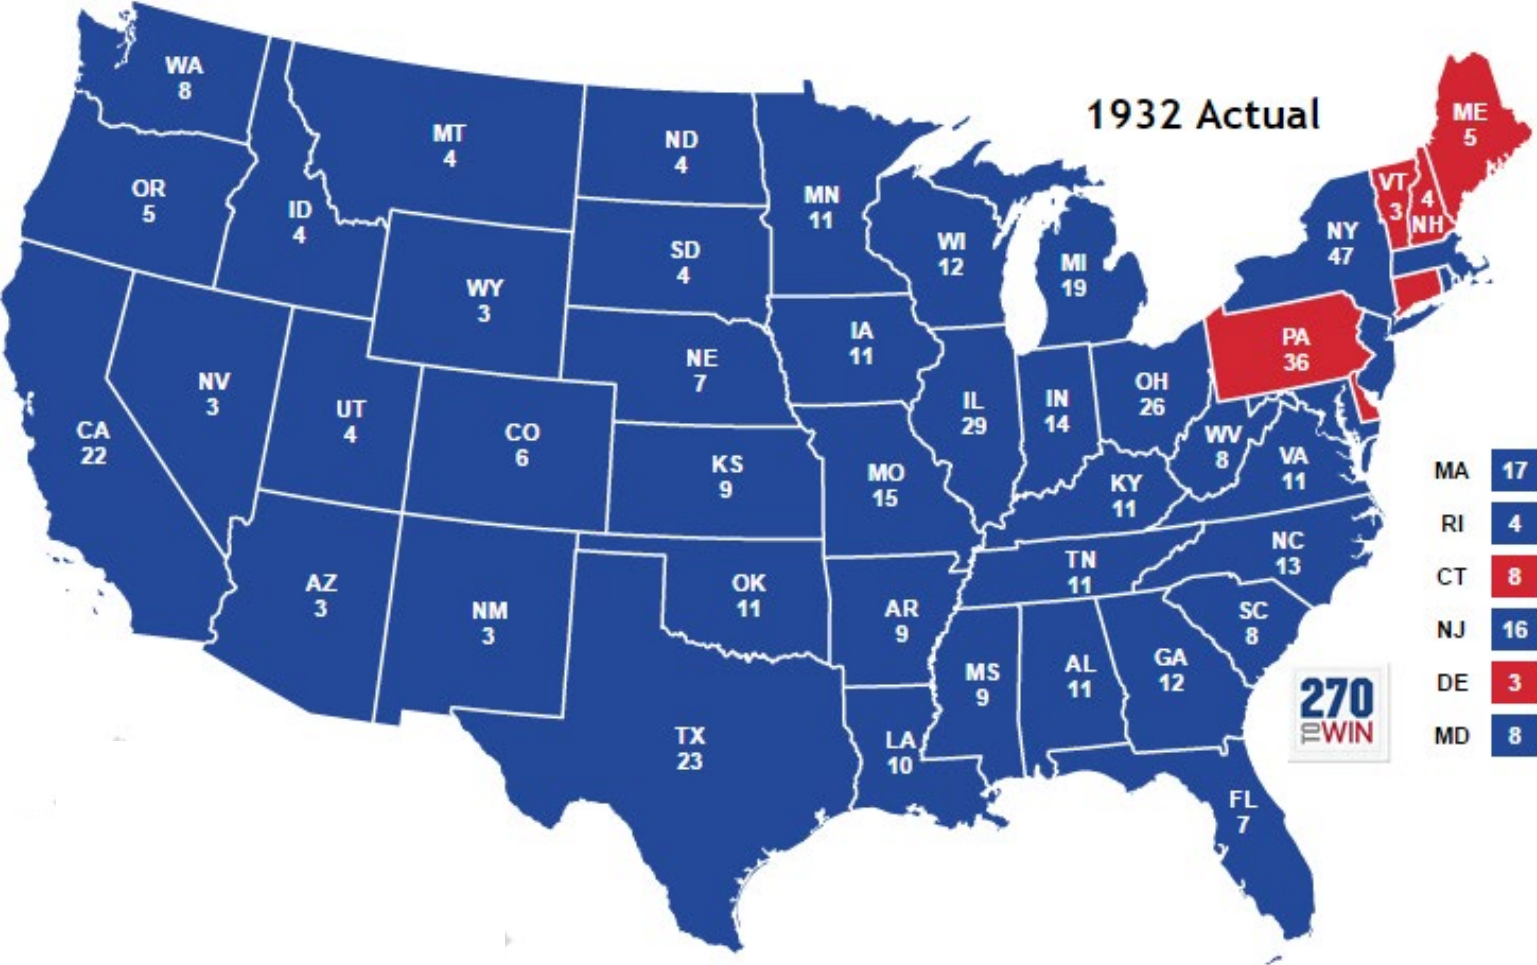 1932 Actual
WA
8
OR
5
CA
22
ID
4
NV
3
MT
4
WY
3
UT
4
AZ
3
CO
6
NM
3
ND
4
SD
4
NE
7
KS
9
OK
11
TX
23
MN
11
IA
11
MO
15
AR
9
LA
10
WI
12
IL
29
MI
19
IN
14
OH
26
KY
11
TN
11
MS
9
AL
11
GA
12
FL
7
SC
8
NC
13
VA
11
WV
8
PA
36
NY
47
VT
3
4
NH
ME
5
MA 17
RI 4
CT 8
NJ 16
DE 3
MD 8
270
TO WIN